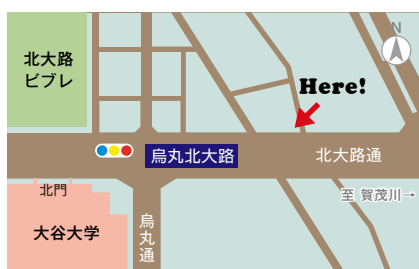 北大路
ビブレ
N
Here!
烏丸北大路
北大路通
北門
至 賀茂川→
大谷大学
烏丸通